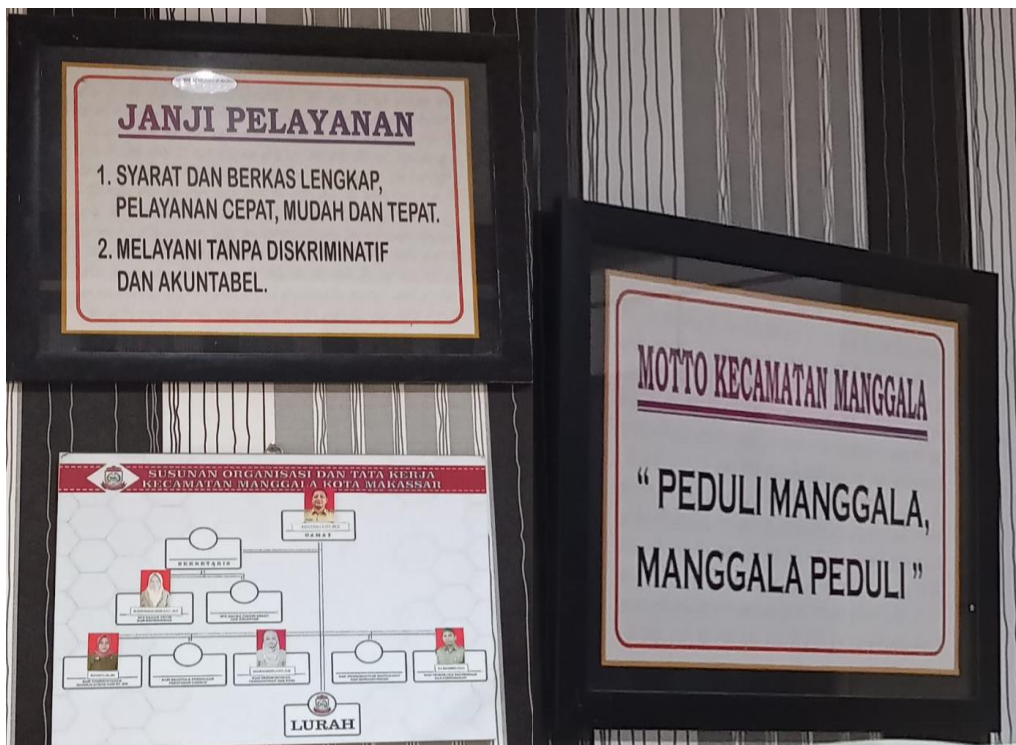 JANJI PELAYANAN
1. SYARAT DAN BERKAS LENGKAP,
PELAYANAN CEPAT, MUDAH DAN TEPAT.
2. MELAYANI TANPA DISKRIMINATIF
DAN AKUNTABEL.
MOTTO KECAMATAN MANGGALA
“ PEDULI MANGGALA,
MANGGALA PEDULI ”
SUSUNAN ORGANISASI DAN TATA KERJA
KECAMATAN MANGGALA KOTA MAKASSAR
CAMAT
SEKRETARIS
LURAH